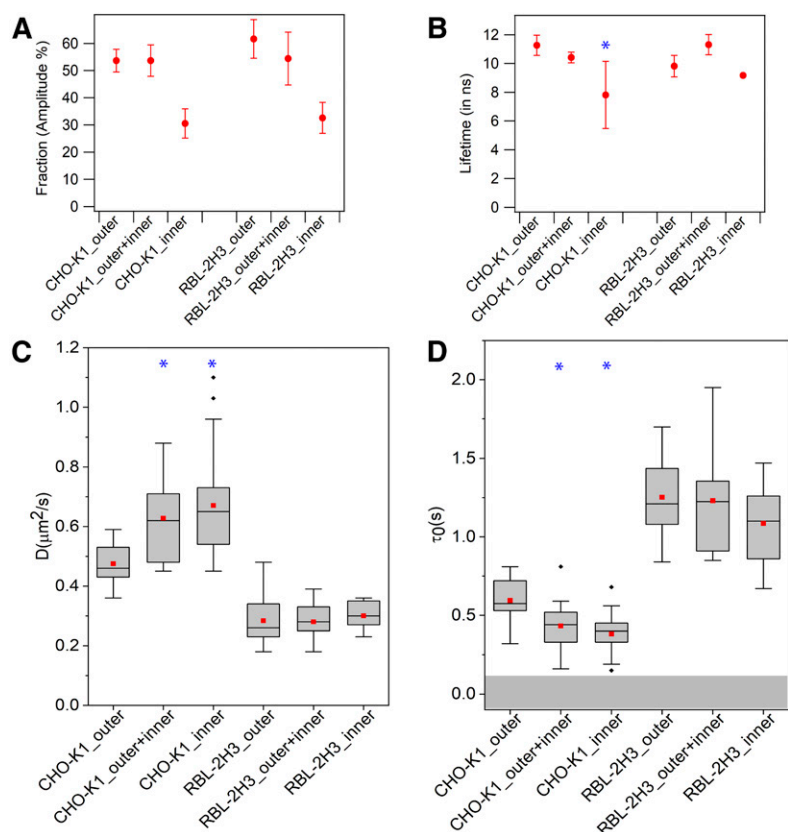 A
Fraction (Amplitude %)
60
50
40
30
20
10
0
CHO-K1_outer
CHO-K1_outer+inner
CHO-K1_inner
RBL-2H3_outer
RBL-2H3_outer+inner
RBL-2H3_inner
B
*
Lifetime (in ns)
12
10
8
6
4
2
0
CHO-K1_outer
CHO-K1_outer+inner
CHO-K1_inner
RBL-2H3_outer
RBL-2H3_outer+inner
RBL-2H3_inner
C
* *
D(μm²/s)
1.2
1.0
0.8
0.6
0.4
0.2
0.0
CHO-K1_outer
CHO-K1_outer+inner
CHO-K1_inner
RBL-2H3_outer
RBL-2H3_outer+inner
RBL-2H3_inner
D
* *
τ0(s)
2.0
1.5
1.0
0.5
0.0
CHO-K1_outer
CHO-K1_outer+inner
CHO-K1_inner
RBL-2H3_outer
RBL-2H3_outer+inner
RBL-2H3_inner